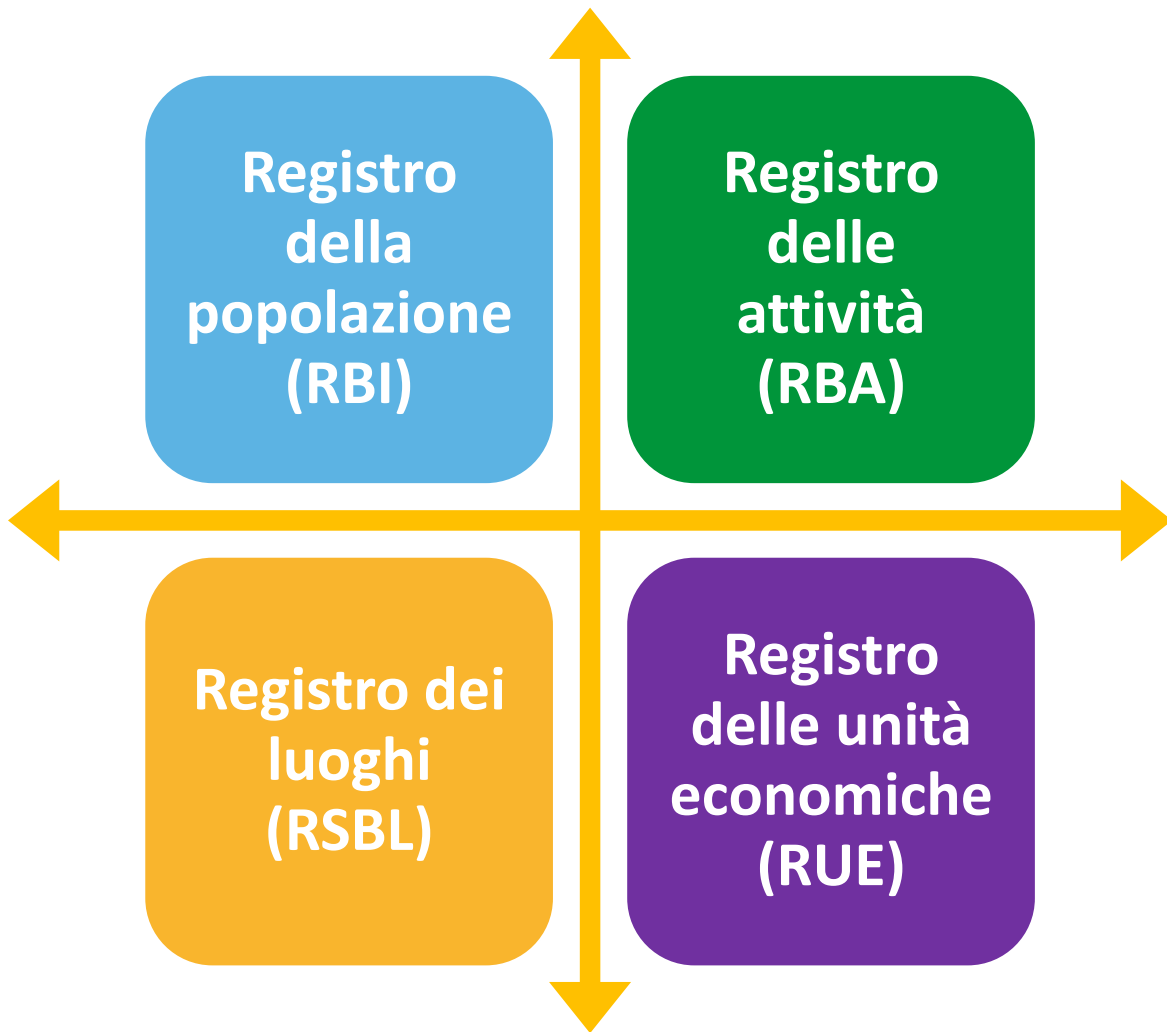 Registro
della
popolazione
(RBI)
Registro
delle
attività
(RBA)
Registro dei
luoghi
(RSBL)
Registro
delle unità
economiche
(RUE)